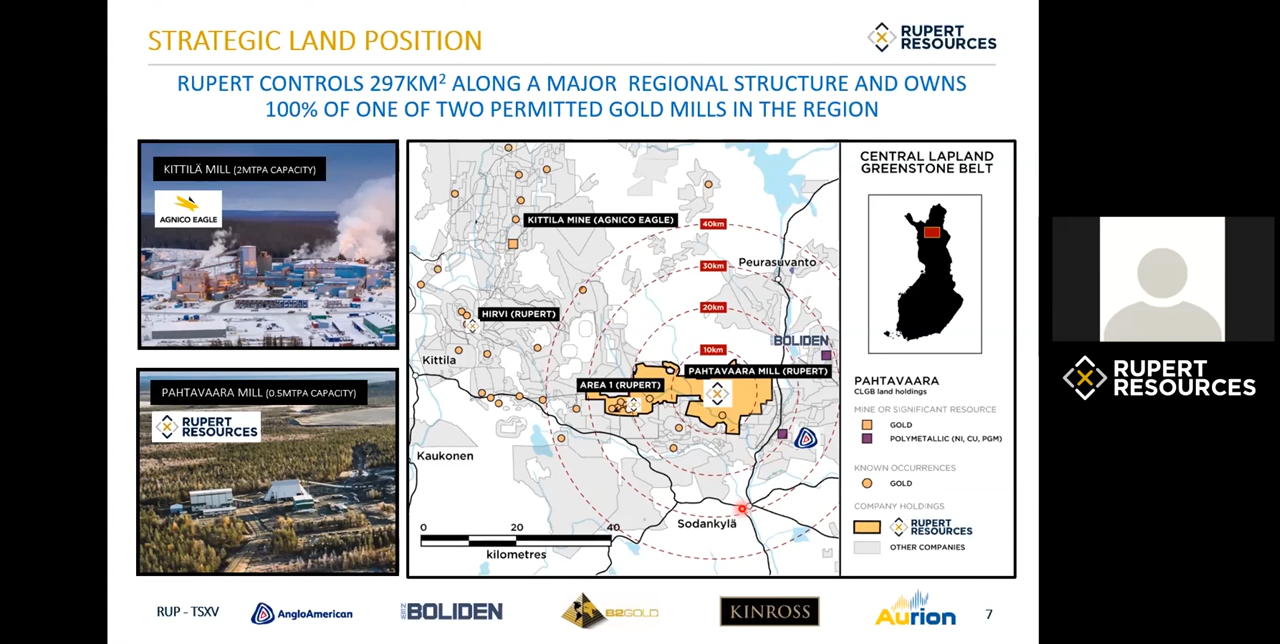 STRATEGIC LAND POSITION
RUPERT
RESOURCES
RUPERT CONTROLS 297KM² ALONG A MAJOR REGIONAL STRUCTURE AND OWNS
100% OF ONE OF TWO PERMITTED GOLD MILLS IN THE REGION
KITTILÄ MILL (2MTPA CAPACITY)
AGNICO EAGLE
PAHTAVAARA MILL (0.5MTPA CAPACITY)
RUPERT
RESOURCES
KITTILA MINE (AGNICO EAGLE)
40km
30km
Peurasuvanto
20km
HIRVI (RUPERT)
BOLIDEN
10km
Kittila
PAHTAVAARA MILL (RUPERT)
AREA 1 (RUPERT)
Kaukonen
Sodankylä
0 20 40
kilometres
CENTRAL LAPLAND
GREENSTONE BELT
PAHTAVAARA
CLGB land holdings
MINE OR SIGNIFICANT RESOURCE
GOLD
POLYMETALLIC (NI, CU, PGM)
KNOWN OCCURRENCES
GOLD
COMPANY HOLDINGS
RUPERT
RESOURCES
OTHER COMPANIES
RUPERT
RESOURCES
RUP - TSXV
AngloAmerican
BOLIDEN
B2GOLD
KINROSS
Aurion
7